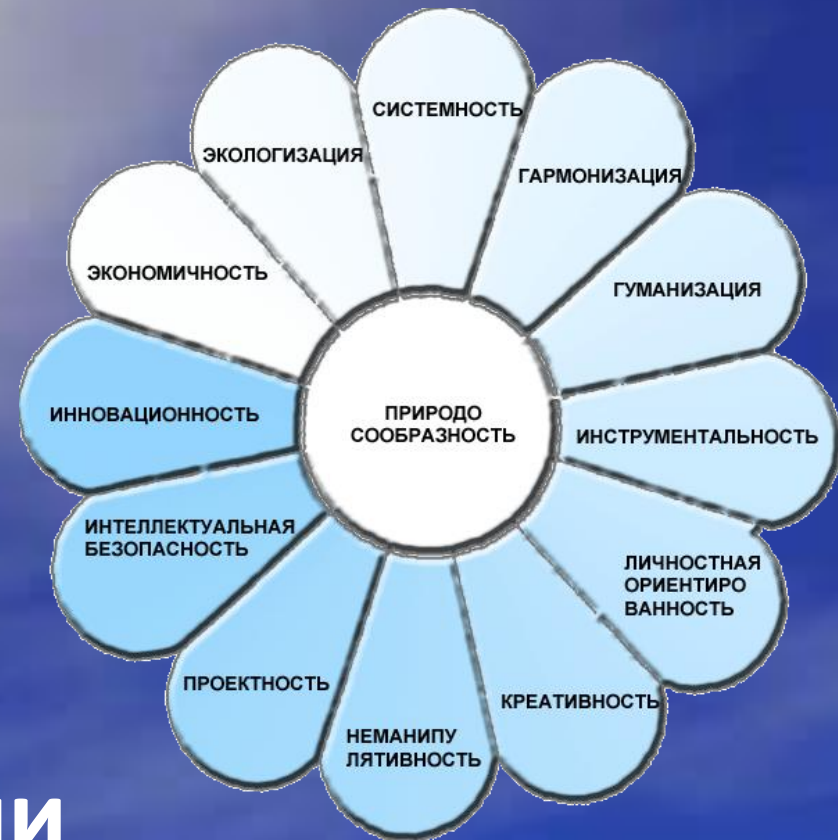 СИСТЕМНОСТЬ
ГАРМОНИЗАЦИЯ
ГУМАНИЗАЦИЯ
ИНСТРУМЕНТАЛЬНОСТЬ
ЛИЧНОСТНАЯ
ОРИЕНТИРО
ВАННОСТЬ
КРЕАТИВНОСТЬ
НЕМАНИПУ
ЛЯТИВНОСТЬ
ПРОЕКТНОСТЬ
ИНТЕЛЛЕКТУАЛЬНАЯ
БЕЗОПАСНОСТЬ
ИННОВАЦИОННОСТЬ
ЭКОНОМИЧНОСТЬ
ЭКОЛОГИЗАЦИЯ
ПРИРОДО
СООБРАЗНОСТЬ